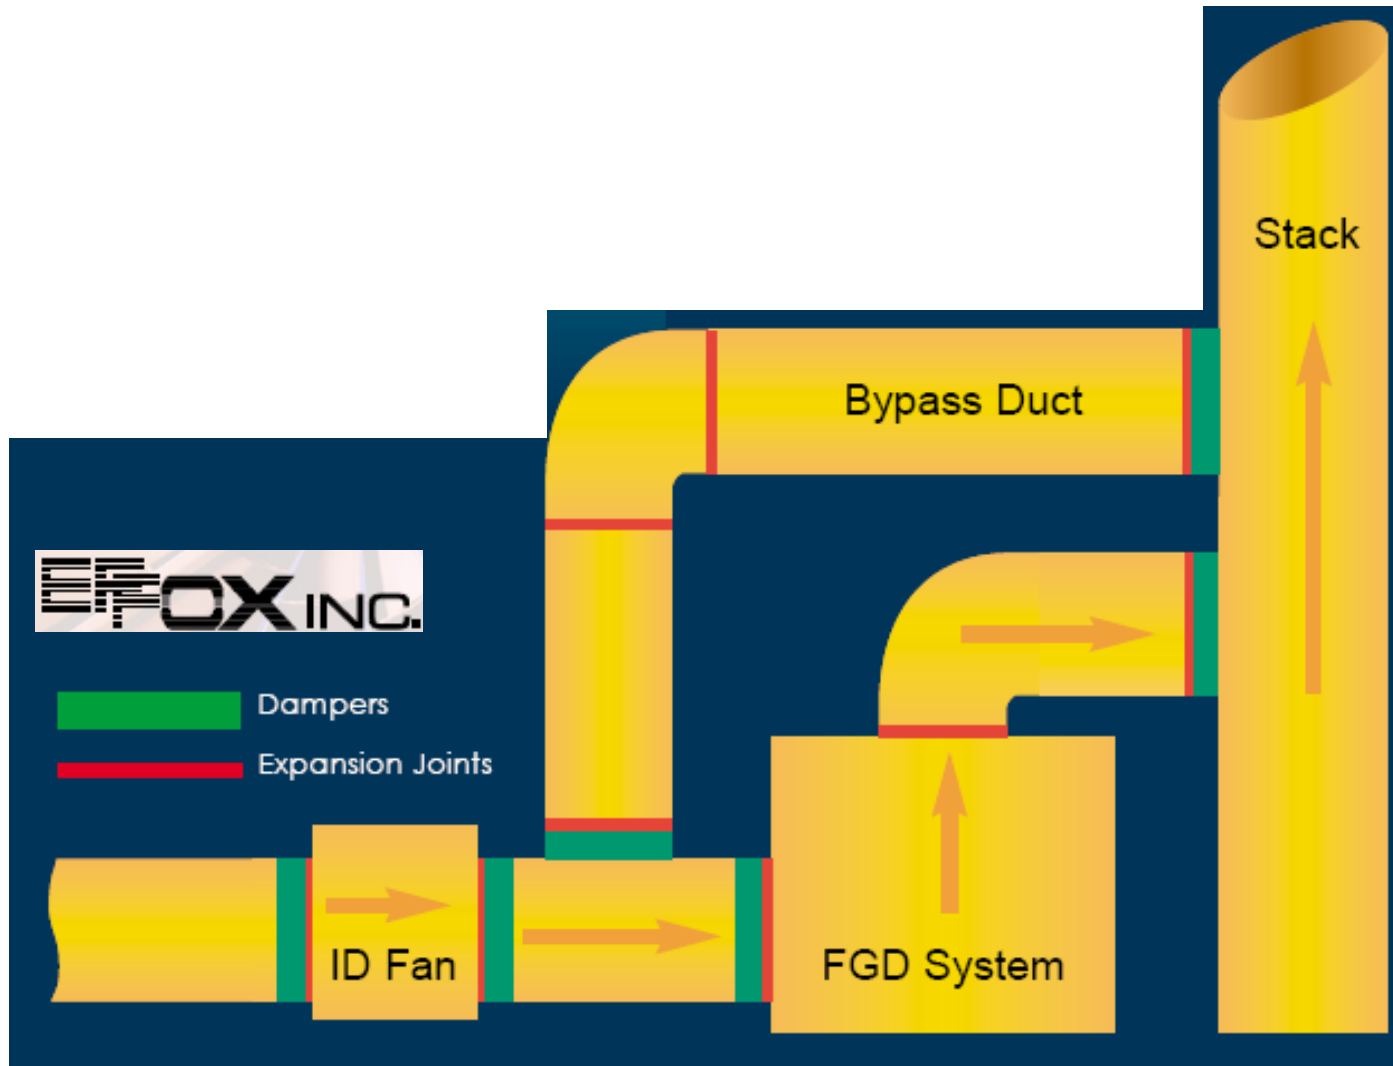 Stack
Bypass Duct
EFFOX INC.
Dampers
Expansion Joints
ID Fan
FGD System